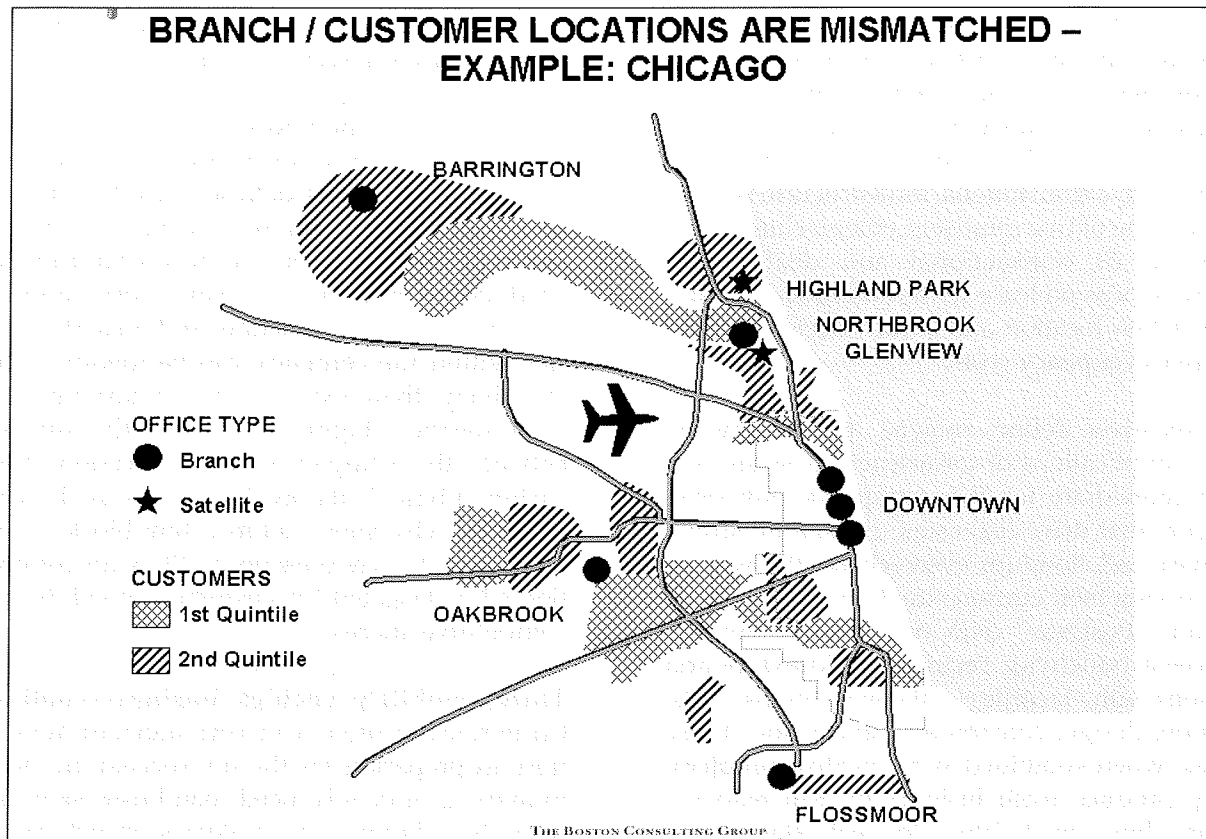 BRANCH / CUSTOMER LOCATIONS ARE MISMATCHED –
EXAMPLE: CHICAGO
BARRINGTON
HIGHLAND PARK
NORTHBROOK
GLENVIEW
OFFICE TYPE
Branch
Satellite
DOWNTOWN
CUSTOMERS
1st Quintile
2nd Quintile
OAKBROOK
FLOSSMOOR
THE BOSTON CONSULTING GROUP